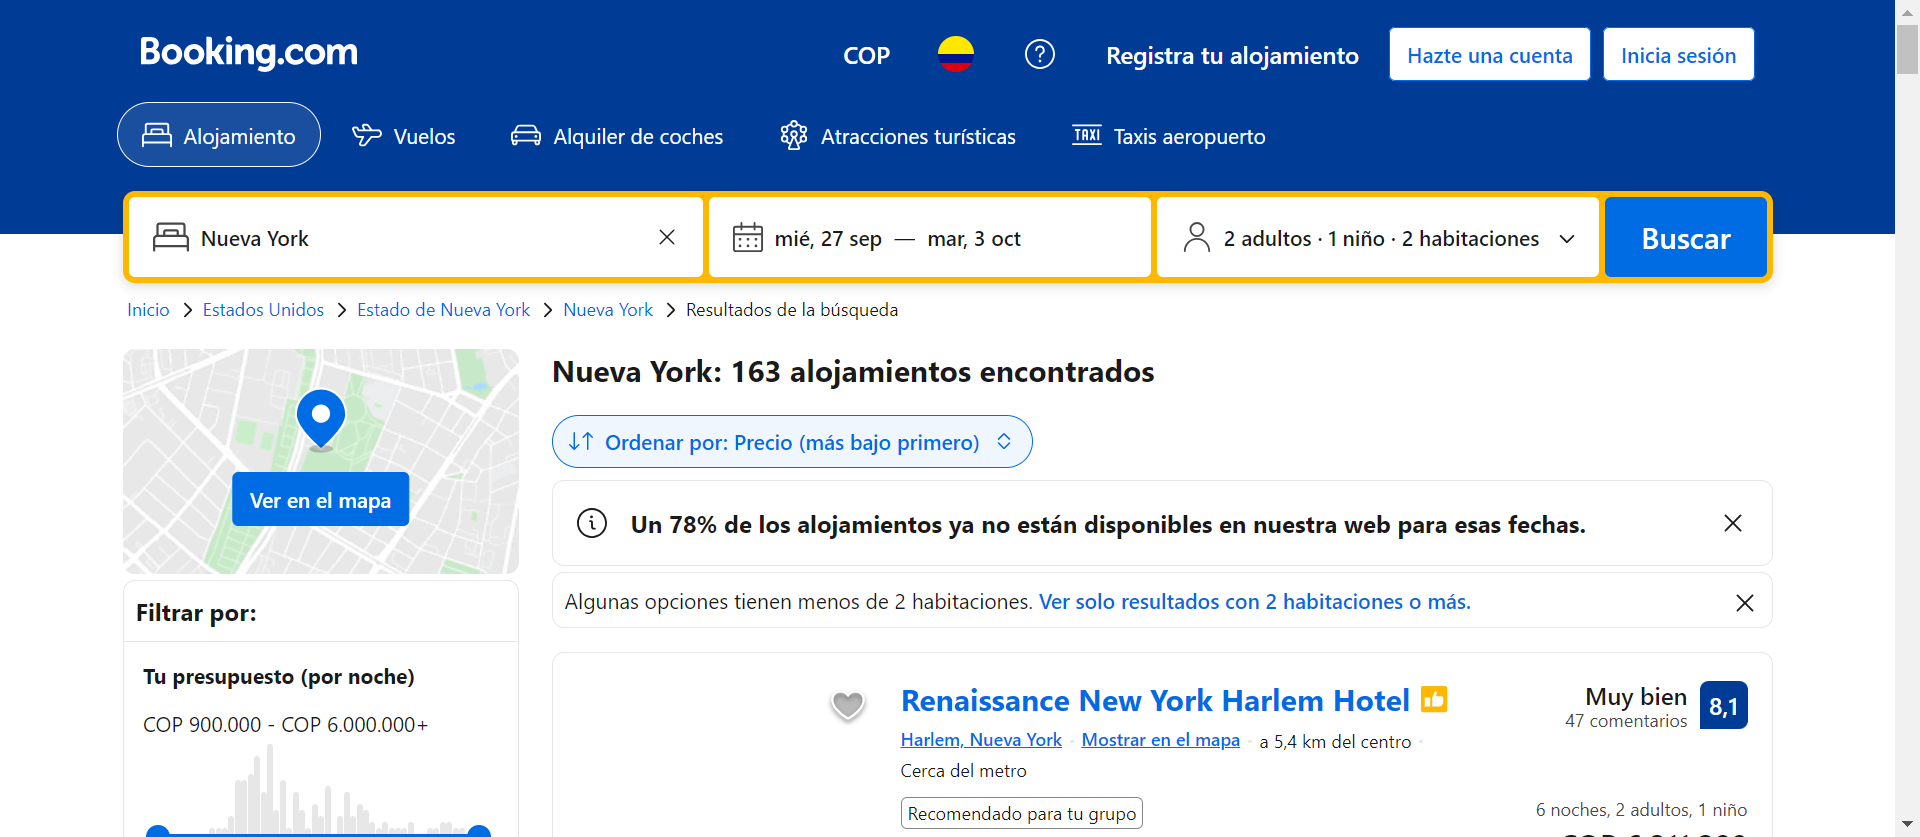 Booking.com
COP
Registra tu alojamiento
Hazte una cuenta
Inicia sesión
Alojamiento
Vuelos
Alquiler de coches
Atracciones turísticas
TAXI Taxis aeropuerto
Nueva York
mié, 27 sep — mar, 3 oct
2 adultos · 1 niño · 2 habitaciones
Buscar
Inicio > Estados Unidos > Estado de Nueva York > Nueva York > Resultados de la búsqueda
Ver en el mapa
Filtrar por:
Tu presupuesto (por noche)
COP 900.000 - COP 6.000.000+
Nueva York: 163 alojamientos encontrados
Ordenar por: Precio (más bajo primero)
Un 78% de los alojamientos ya no están disponibles en nuestra web para esas fechas.
Algunas opciones tienen menos de 2 habitaciones. Ver solo resultados con 2 habitaciones o más.
Renaissance New York Harlem Hotel
Harlem, Nueva York
Mostrar en el mapa
a 5,4 km del centro
Cerca del metro
Recomendado para tu grupo
Muy bien
47 comentarios
8,1
6 noches, 2 adultos, 1 niño